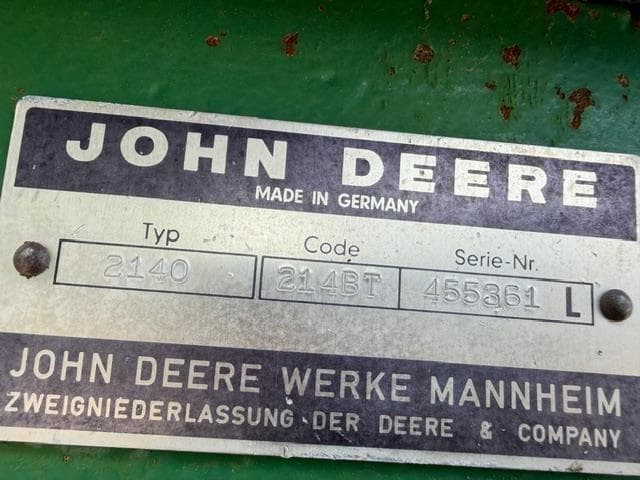 JOHN DEERE
MADE IN GERMANY
Typ Code Serie-Nr.
2140 214BT 455361 L
JOHN DEERE WERKE MANNHEIM
ZWEIGNIEDERLASSUNG DER DEERE & COMPANY